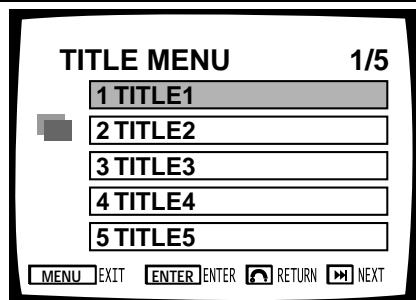 TITLE MENU 1/5
1 TITLE1
2 TITLE2
3 TITLE3
4 TITLE4
5 TITLE5
MENU EXIT ENTER ENTER RETURN NEXT